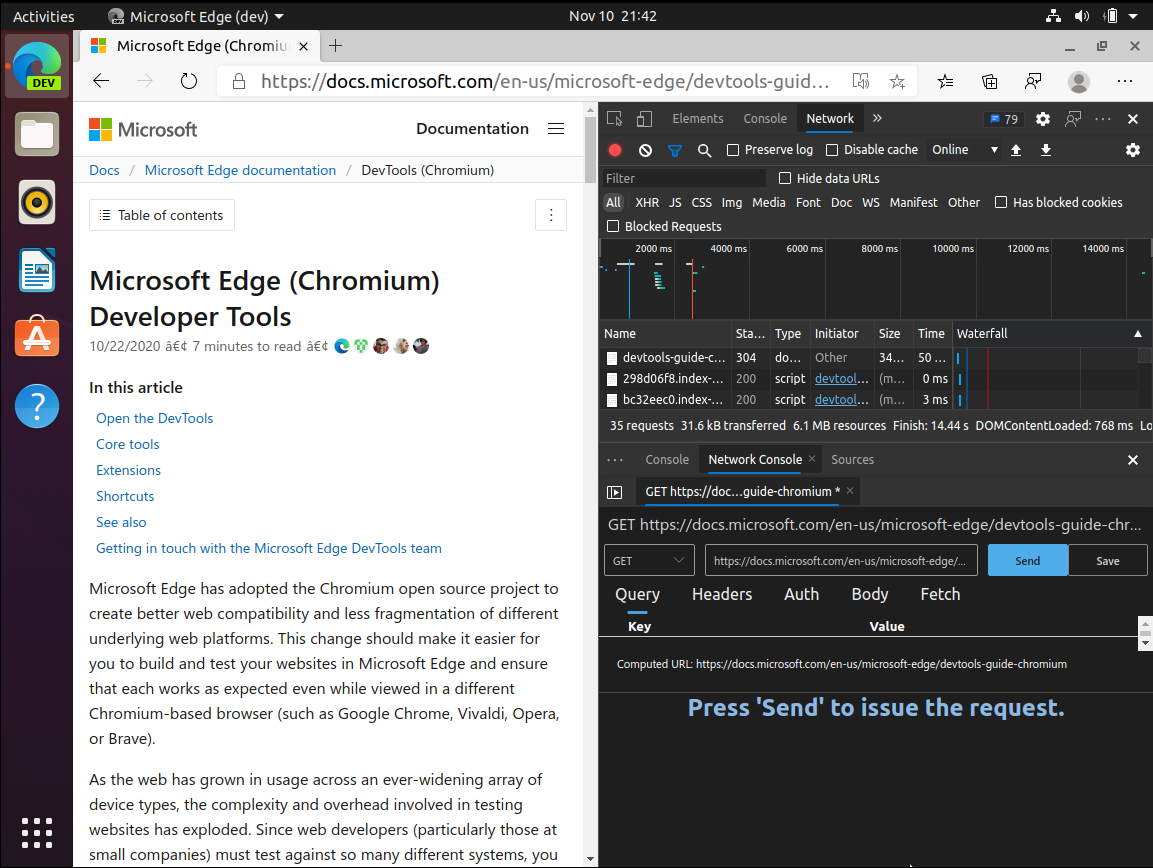 Activities Microsoft Edge (dev) Nov 10 21:42
DEV
Microsoft Edge (Chromiu
https://docs.microsoft.com/en-us/microsoft-edge/devtools-guid...
Microsoft Documentation
Docs / Microsoft Edge documentation / DevTools (Chromium)
Table of contents
Microsoft Edge (Chromium)
Developer Tools
10/22/2020 â€¢ 7 minutes to read â€¢
In this article
Open the DevTools
Core tools
Extensions
Shortcuts
See also
Getting in touch with the Microsoft Edge DevTools team
Microsoft Edge has adopted the Chromium open source project to
create better web compatibility and less fragmentation of different
underlying web platforms. This change should make it easier for
you to build and test your websites in Microsoft Edge and ensure
that each works as expected even while viewed in a different
Chromium-based browser (such as Google Chrome, Vivaldi, Opera,
or Brave).
As the web has grown in usage across an ever-widening array of
device types, the complexity and overhead involved in testing
websites has exploded. Since web developers (particularly those at
small companies) must test against so many different systems, you
Elements Console Network » 79
Preserve log Disable cache Online
Filter Hide data URLs
All XHR JS CSS Img Media Font Doc WS Manifest Other Has blocked cookies
Blocked Requests
2000 ms 4000 ms 6000 ms 8000 ms 10000 ms 12000 ms 14000 ms
Name Sta... Type Initiator Size Time Waterfall
devtools-guide-c... 304 do... Other 34... 50 ...
298d06f8.index-... 200 script devtool... (m... 0 ms
bc32eec0.index-... 200 script devtool... (m... 3 ms
35 requests 31.6 kB transferred 6.1 MB resources Finish: 14.44 s DOMContentLoaded: 768 ms Lo
Console Network Console Sources
GET https://doc...guide-chromium *
GET https://docs.microsoft.com/en-us/microsoft-edge/devtools-guide-chr...
GET https://docs.microsoft.com/en-us/microsoft-edge/... Send Save
Query Headers Auth Body Fetch
Key Value
Computed URL: https://docs.microsoft.com/en-us/microsoft-edge/devtools-guide-chromium
Press 'Send' to issue the request.